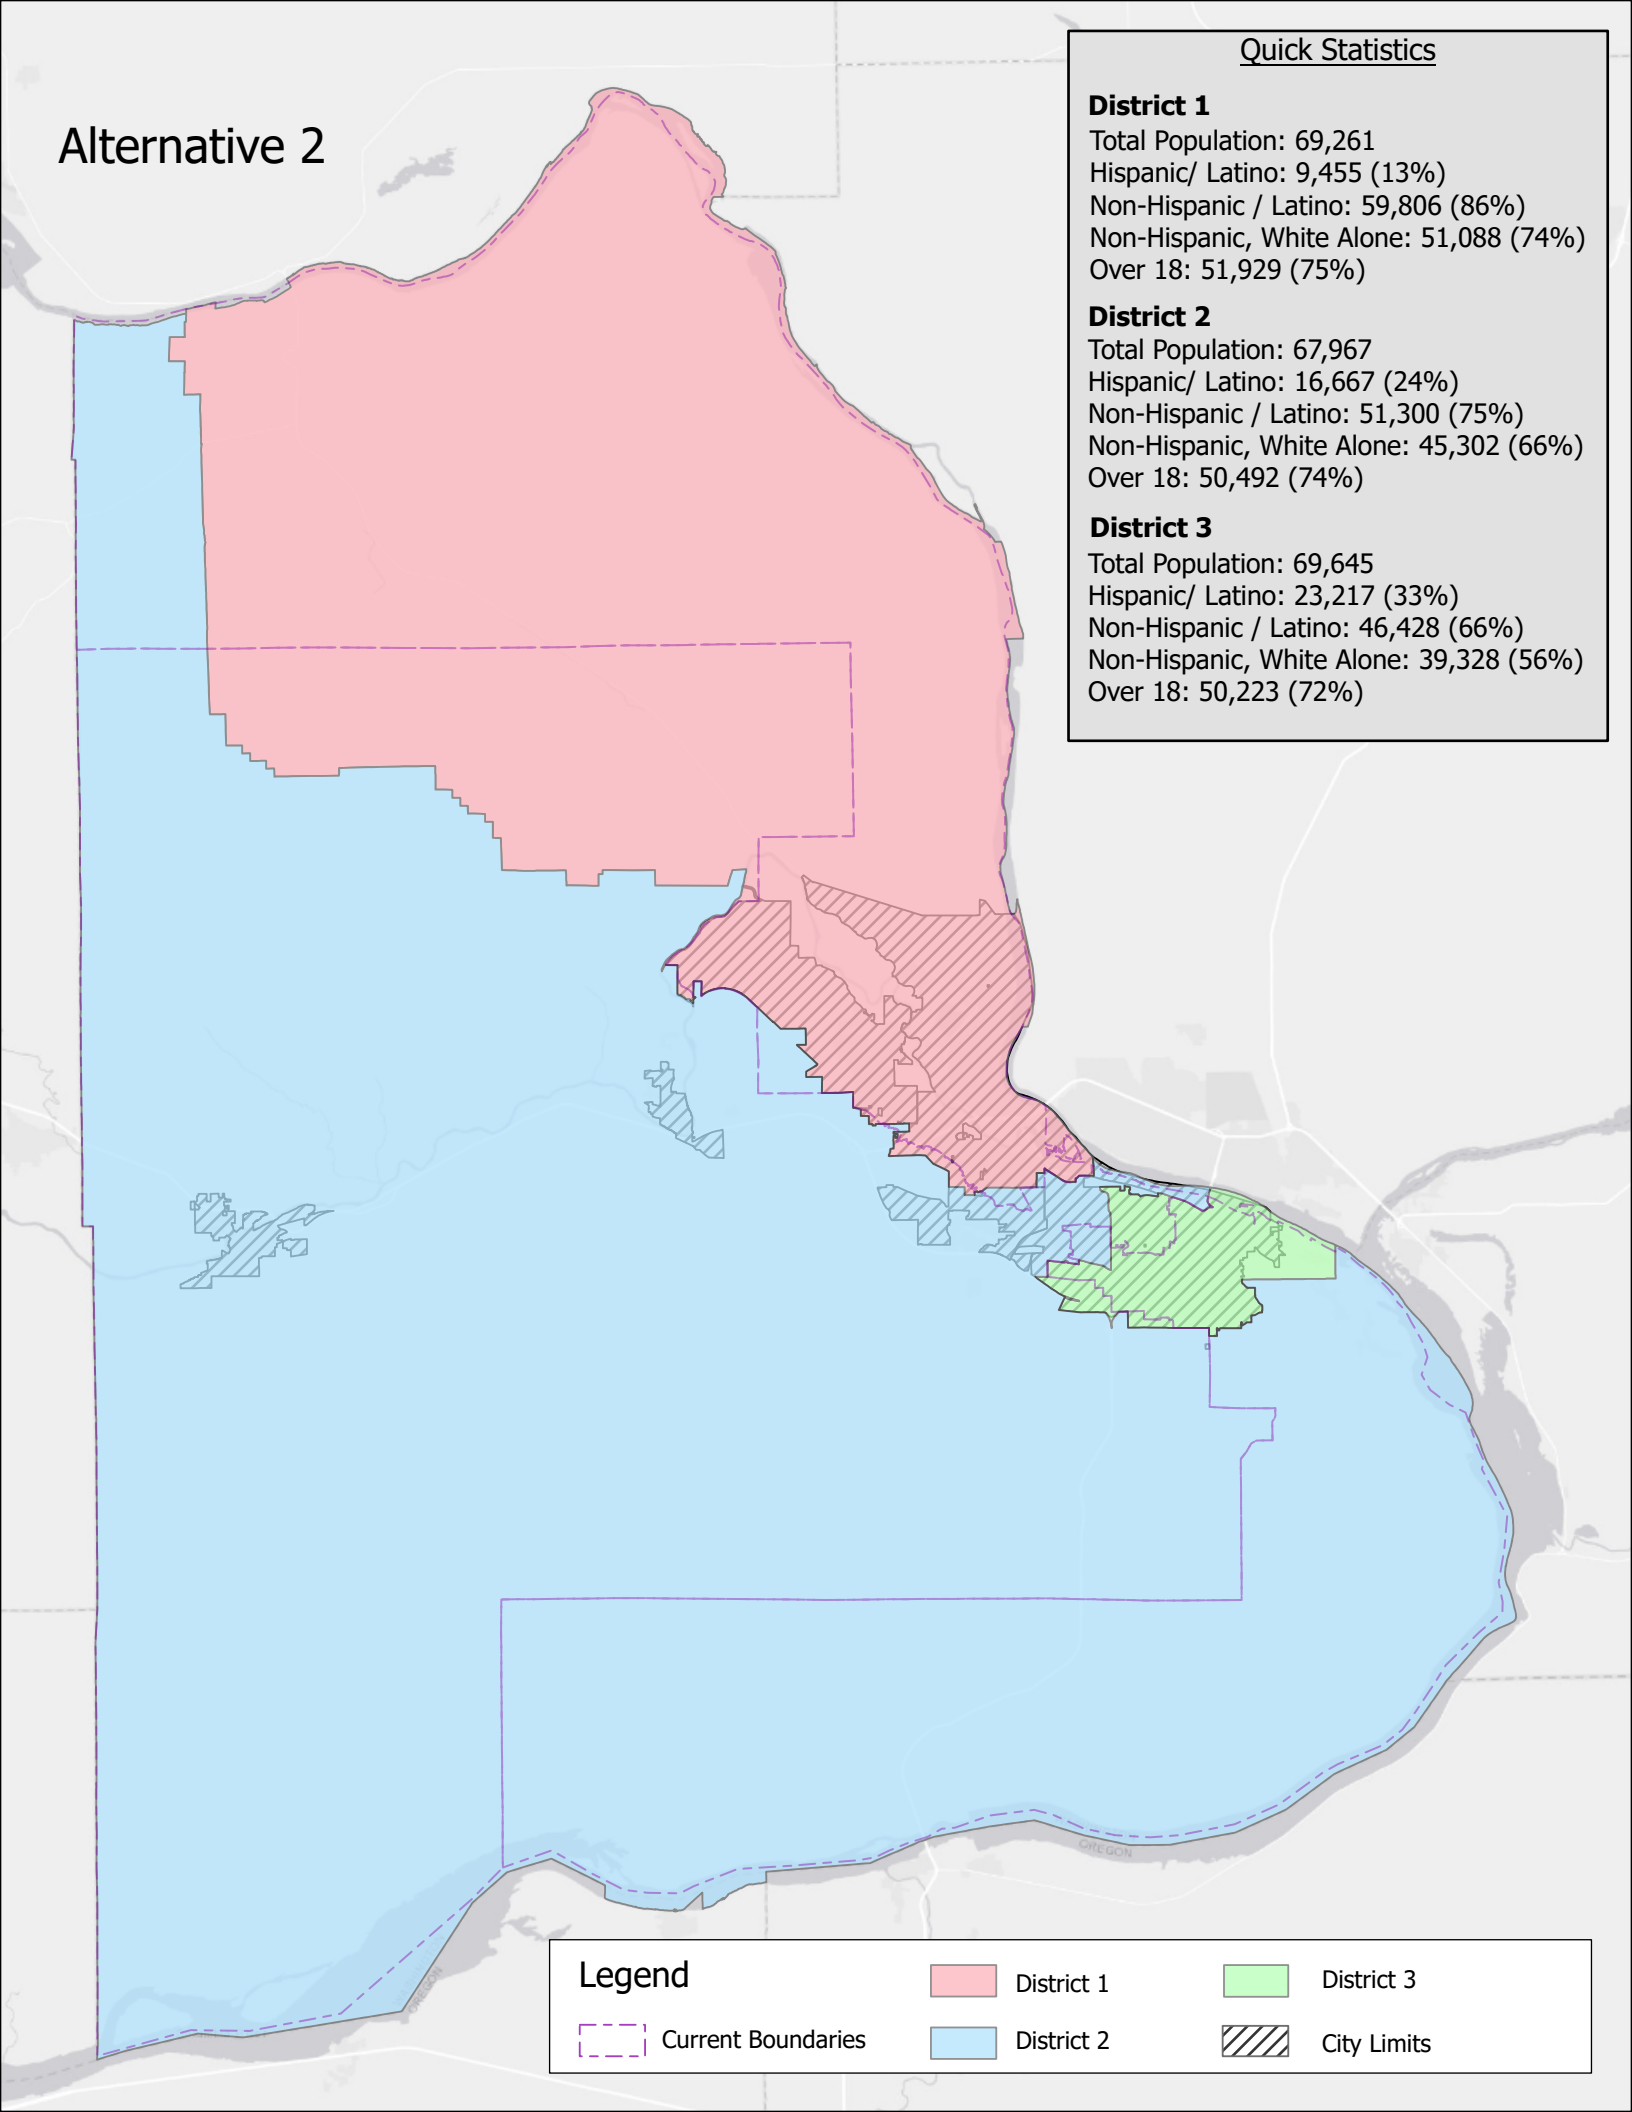 Alternative 2
Quick Statistics
District 1
Total Population: 69,261
Hispanic/ Latino: 9,455 (13%)
Non-Hispanic / Latino: 59,806 (86%)
Non-Hispanic, White Alone: 51,088 (74%)
Over 18: 51,929 (75%)
District 2
Total Population: 67,967
Hispanic/ Latino: 16,667 (24%)
Non-Hispanic / Latino: 51,300 (75%)
Non-Hispanic, White Alone: 45,302 (66%)
Over 18: 50,492 (74%)
District 3
Total Population: 69,645
Hispanic/ Latino: 23,217 (33%)
Non-Hispanic / Latino: 46,428 (66%)
Non-Hispanic, White Alone: 39,328 (56%)
Over 18: 50,223 (72%)
OREGON
OREGON
Legend
Current Boundaries
District 1
District 2
District 3
City Limits